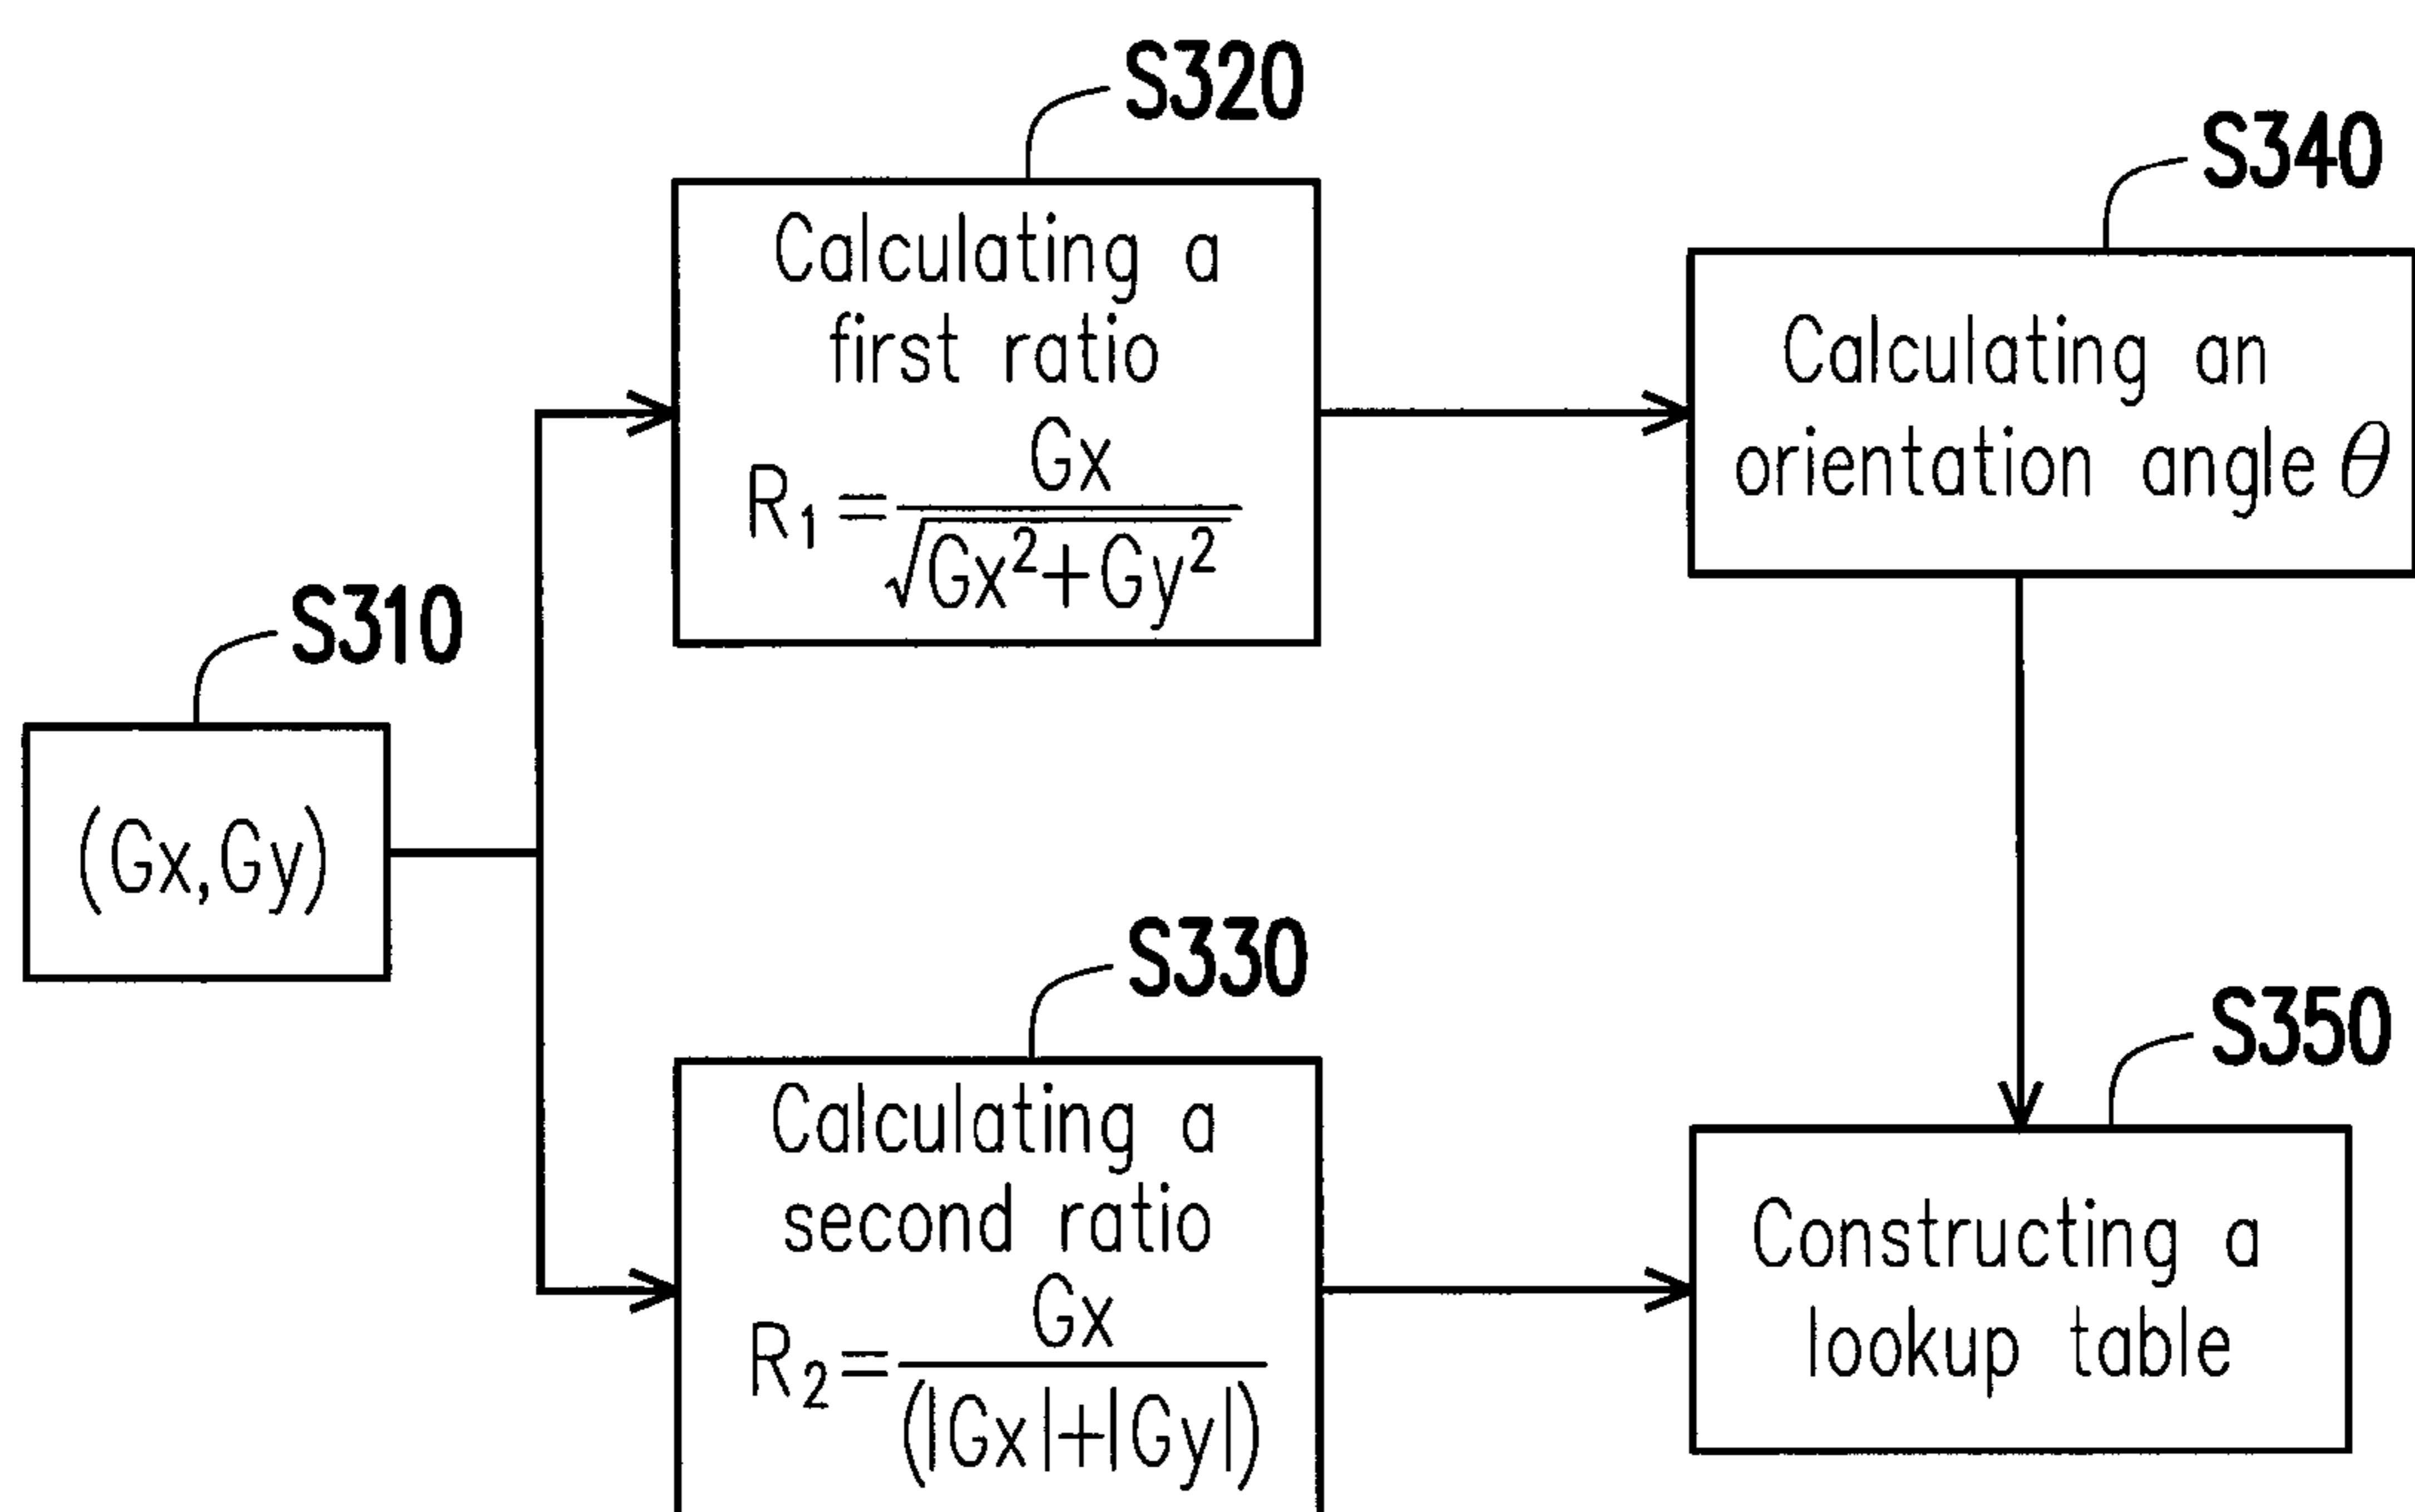 S320
Calculating a
first ratio
R₁ = Gx / √(Gx²+Gy²)
S340
Calculating an
orientation angle θ
S310
(Gx,Gy)
S330
Calculating a
second ratio
R₂ = Gx / (|Gx|+|Gy|)
S350
Constructing a
lookup table